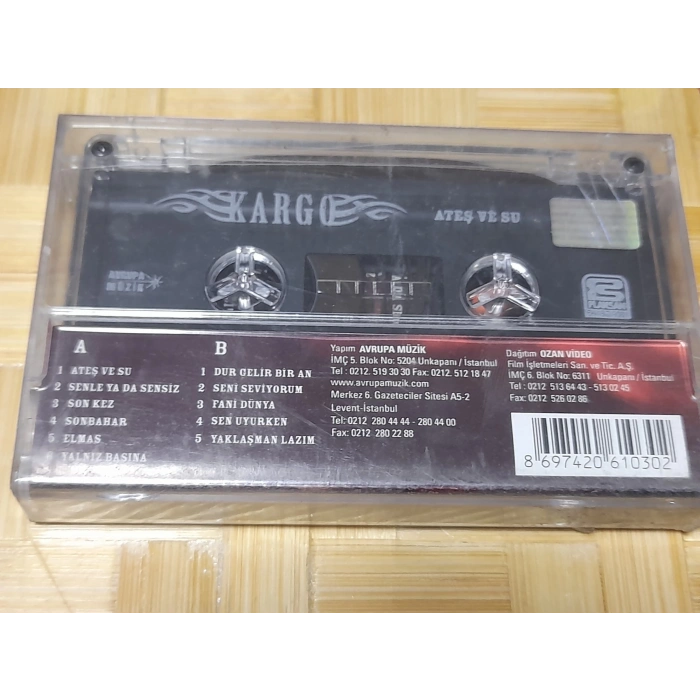 KARGO
ATEŞ VE SU
AVRUPA
müzik
A
1 ATEŞ VE SU
2 SENLE YA DA SENSİZ
3 SON KEZ
4 SONBAHAR
5 ELMAS
6 YALNIZ BAŞINA
B
1 DUR GELİR BİR AN
2 SENİ SEVİYORUM
3 FANİ DÜNYA
4 SEN UYURKEN
5 YAKLAŞMAN LAZIM
Yapım AVRUPA MÜZİK
İMÇ 5. Blok No: 5204 Unkapanı / İstanbul
Tel : 0212. 519 30 30 Fax: 0212. 512 18 47
www.avrupamuzik.com
Merkez 6. Gazeteciler Sitesi A5-2
Levent-İstanbul
Tel:0212 280 44 44 - 280 44 00
Fax: 0212 280 22 88
Dağıtım OZAN VİDEO
Film İşletmeleri San. ve Tic. A.Ş.
İMÇ 6. Blok No: 6311 Unkapanı / İstanbul
Tel : 0212 513 64 43 - 513 02 45
Fax: 0212 526 02 86
8 697420 610302